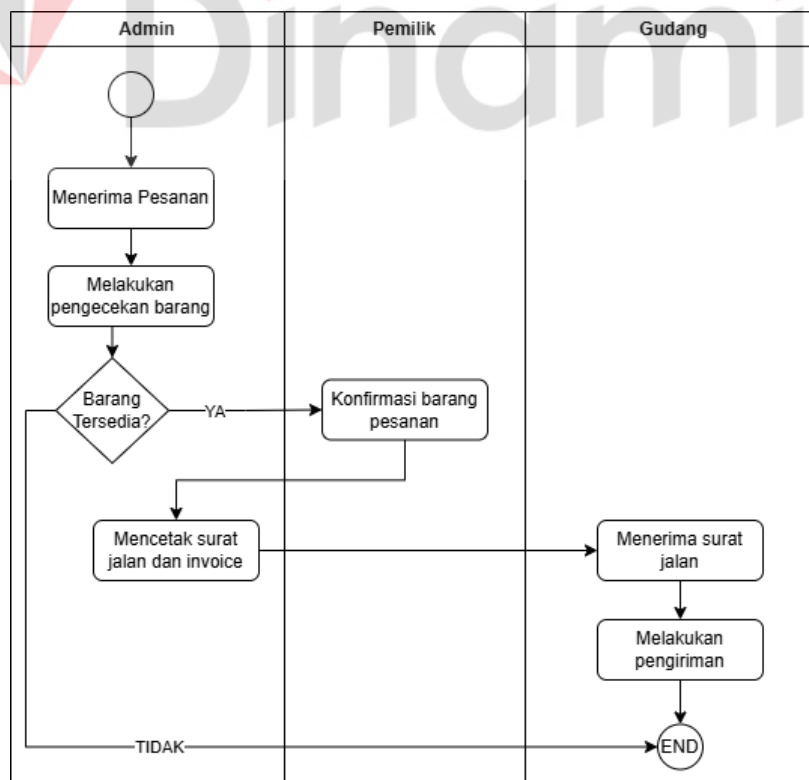 Dinami
Admin
Pemilik
Gudang
Menerima Pesanan
Melakukan
pengecekan barang
Barang
Tersedia?
YA
Konfirmasi barang
pesanan
Mencetak surat
jalan dan invoice
Menerima surat
jalan
Melakukan
pengiriman
TIDAK
END